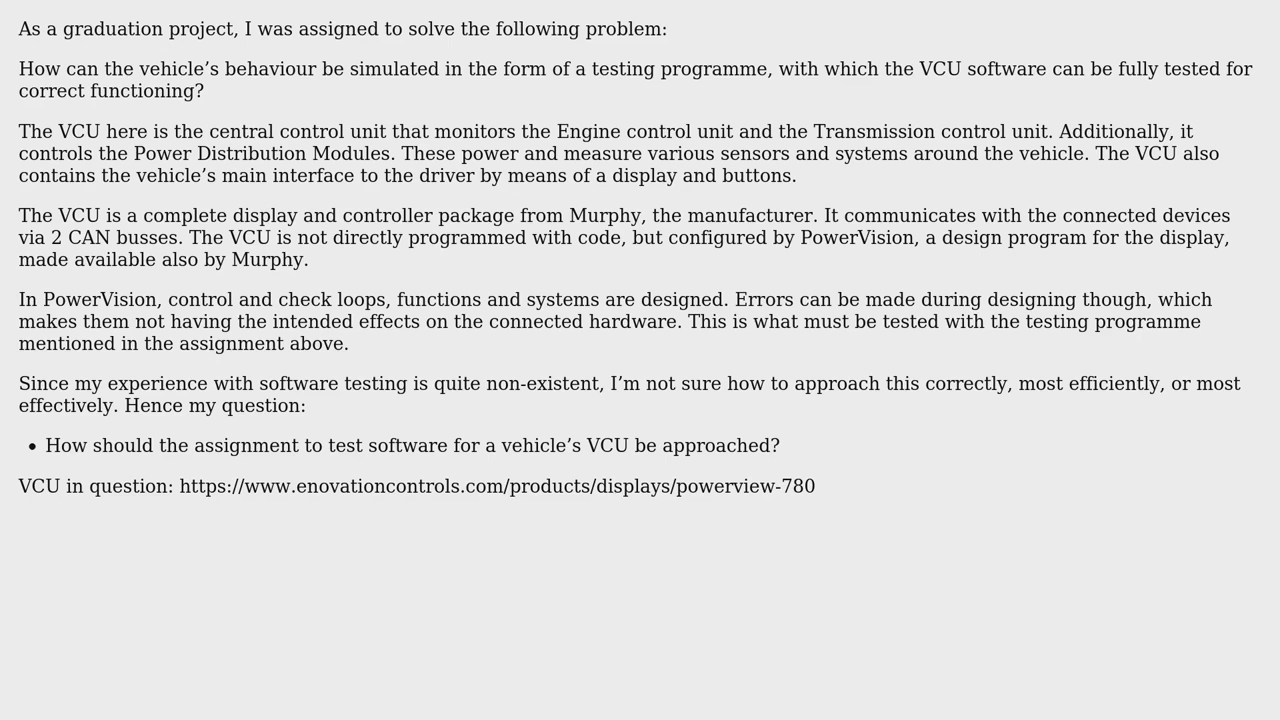 As a graduation project, I was assigned to solve the following problem:
How can the vehicle’s behaviour be simulated in the form of a testing programme, with which the VCU software can be fully tested for
correct functioning?
The VCU here is the central control unit that monitors the Engine control unit and the Transmission control unit. Additionally, it
controls the Power Distribution Modules. These power and measure various sensors and systems around the vehicle. The VCU also
contains the vehicle’s main interface to the driver by means of a display and buttons.
The VCU is a complete display and controller package from Murphy, the manufacturer. It communicates with the connected devices
via 2 CAN busses. The VCU is not directly programmed with code, but configured by PowerVision, a design program for the display,
made available also by Murphy.
In PowerVision, control and check loops, functions and systems are designed. Errors can be made during designing though, which
makes them not having the intended effects on the connected hardware. This is what must be tested with the testing programme
mentioned in the assignment above.
Since my experience with software testing is quite non-existent, I’m not sure how to approach this correctly, most efficiently, or most
effectively. Hence my question:
• How should the assignment to test software for a vehicle’s VCU be approached?
VCU in question: https://www.enovationcontrols.com/products/displays/powerview-780